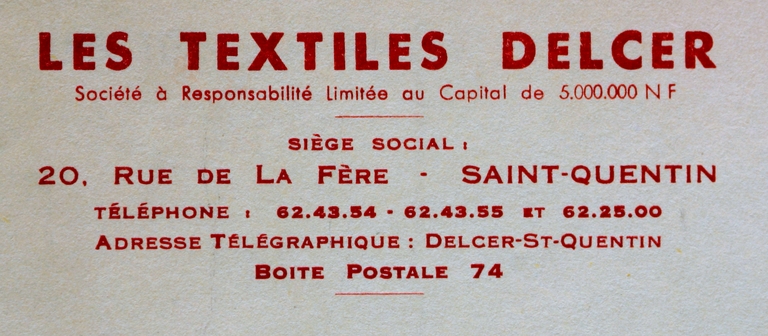 LES TEXTILES DELCER
Société à Responsabilité Limitée au Capital de 5.000.000 N F
SIÈGE SOCIAL :
20, RUE DE LA FÈRE - SAINT-QUENTIN
TÉLÉPHONE : 62.43.54 - 62.43.55 ET 62.25.00
ADRESSE TÉLÉGRAPHIQUE : DELCER-ST-QUENTIN
BOITE POSTALE 74